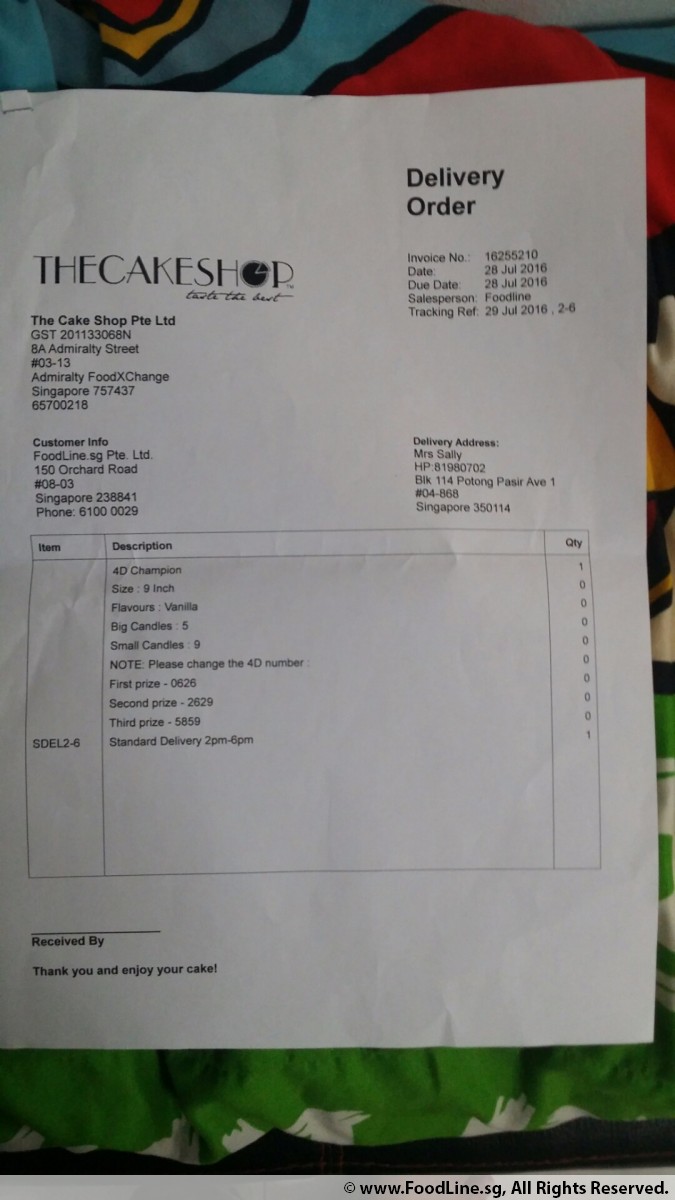 Delivery
Order
Invoice No.: 16255210
Date: 28 Jul 2016
Due Date: 28 Jul 2016
Salesperson: Foodline
Tracking Ref: 29 Jul 2016 , 2-6
THECAKESHOP™
taste the best
The Cake Shop Pte Ltd
GST 201133068N
8A Admiralty Street
#03-13
Admiralty FoodXChange
Singapore 757437
65700218
Customer Info
FoodLine.sg Pte. Ltd.
150 Orchard Road
#08-03
Singapore 238841
Phone: 6100 0029
Delivery Address:
Mrs Sally
HP:81980702
Blk 114 Potong Pasir Ave 1
#04-868
Singapore 350114
Item Description Qty
4D Champion 1
Size : 9 Inch 0
Flavours : Vanilla 0
Big Candles : 5 0
Small Candles : 9 0
NOTE: Please change the 4D number : 0
First prize - 0626 0
Second prize - 2629 0
Third prize - 5859 0
SDEL2-6 Standard Delivery 2pm-6pm 1
Received By
Thank you and enjoy your cake!
© www.FoodLine.sg, All Rights Reserved.